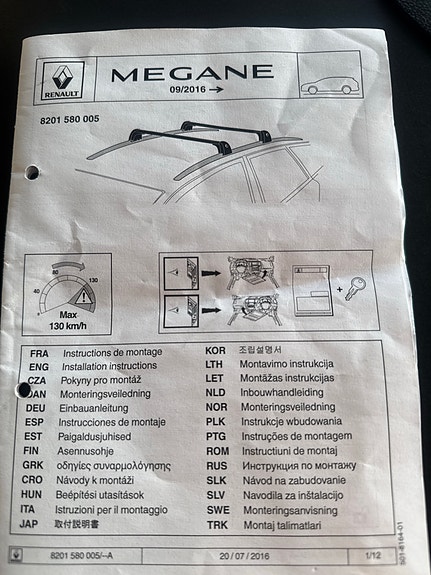 RENAULT
MEGANE
09/2016
8201 580 005
40
80
130
Max
130 km/h
+
FRA Instructions de montage
ENG Installation instructions
CZA Pokyny pro montáž
DAN Monteringsveiledning
DEU Einbauanleitung
ESP Instrucciones de montaje
EST Paigaldusjuhised
FIN Asennusohje
GRK οδηγίες συναρμολόγησης
CRO Návody k montáži
HUN Beépítési utasítások
ITA Istruzioni per il montaggio
JAP 取付説明書
KOR 조립설명서
LTH Montavimo instrukcija
LET Montāžas instrukcijas
NLD Inbouwhandleiding
NOR Monteringsveiledning
PLK Instrukcje wbudowania
PTG Instruções de montagem
ROM Instructiuni de montaj
RUS Инструкция по монтажу
SLK Návod na zabudovanie
SLV Navodila za inštalacijo
SWE Monteringsanvisning
TRK Montaj talimatlari
501-8164-01
8201 580 005/--A
20 / 07 / 2016
1/12